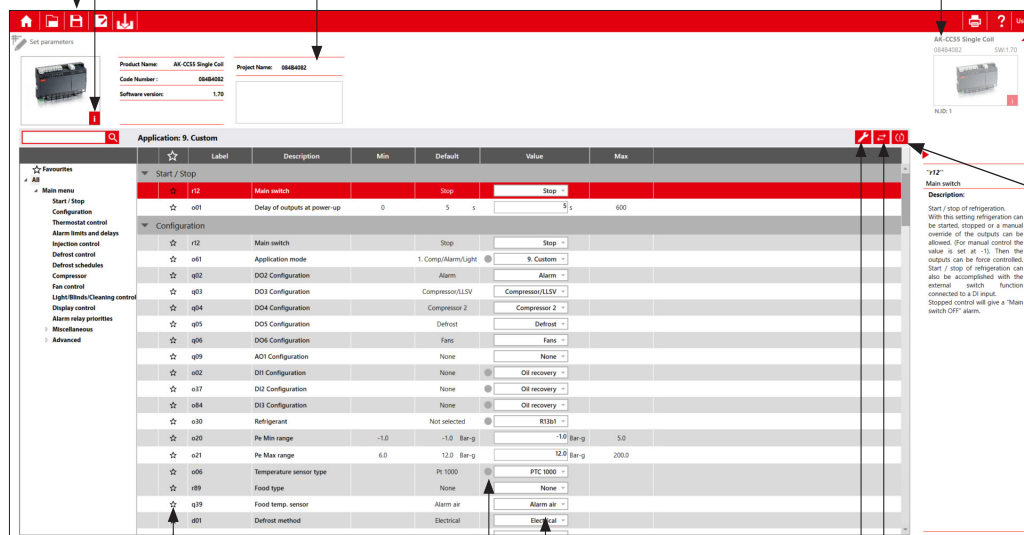 ? Us
Set parameters
Product Name: AK-CC55 Single Coil
Code Number : 084B4082
Software version: 1.70
Project Name: 084B4082
AK-CC55 Single Coil
084B4082 SW:1.70
i
i
N.ID: 1
Application: 9. Custom
Label Description Min Default Value Max
Favourites
All
Main menu
Start / Stop
Configuration
Thermostat control
Alarm limits and delays
Injection control
Defrost control
Defrost schedules
Compressor
Fan control
Light/Blinds/Cleaning control
Display control
Alarm relay priorities
Miscellaneous
Advanced
Start / Stop
r12 Main switch Stop Stop
o01 Delay of outputs at power-up 0 5 s 5 s 600
Configuration
r12 Main switch Stop Stop
o61 Application mode 1. Comp/Alarm/Light 9. Custom
q02 DO2 Configuration Alarm Alarm
q03 DO3 Configuration Compressor/LLSV Compressor/LLSV
q04 DO4 Configuration Compressor 2 Compressor 2
q05 DO5 Configuration Defrost Defrost
q06 DO6 Configuration Fans Fans
q09 AO1 Configuration None None
o02 DI1 Configuration None Oil recovery
o37 DI2 Configuration None Oil recovery
o84 DI3 Configuration None Oil recovery
o30 Refrigerant Not selected R13b1
o20 Pe Min range -1.0 -1.0 Bar-g -1.0 Bar-g 5.0
o21 Pe Max range 6.0 12.0 Bar-g 12.0 Bar-g 200.0
o06 Temperature sensor type Pt 1000 PTC 1000
r89 Food type None None
q39 Food temp. sensor Alarm air Alarm air
d01 Defrost method Electrical Electrical
"r12"
Main switch
Description:
Start / stop of refrigeration.
With this setting refrigeration can
be started, stopped or a manual
override of the outputs can be
allowed. (For manual control the
value is set at -1). Then the
outputs can be force controlled.
Start / stop of refrigeration can
also be accomplished with the
external switch function
connected to a DI input.
Stopped control will give a "Main
switch OFF" alarm.